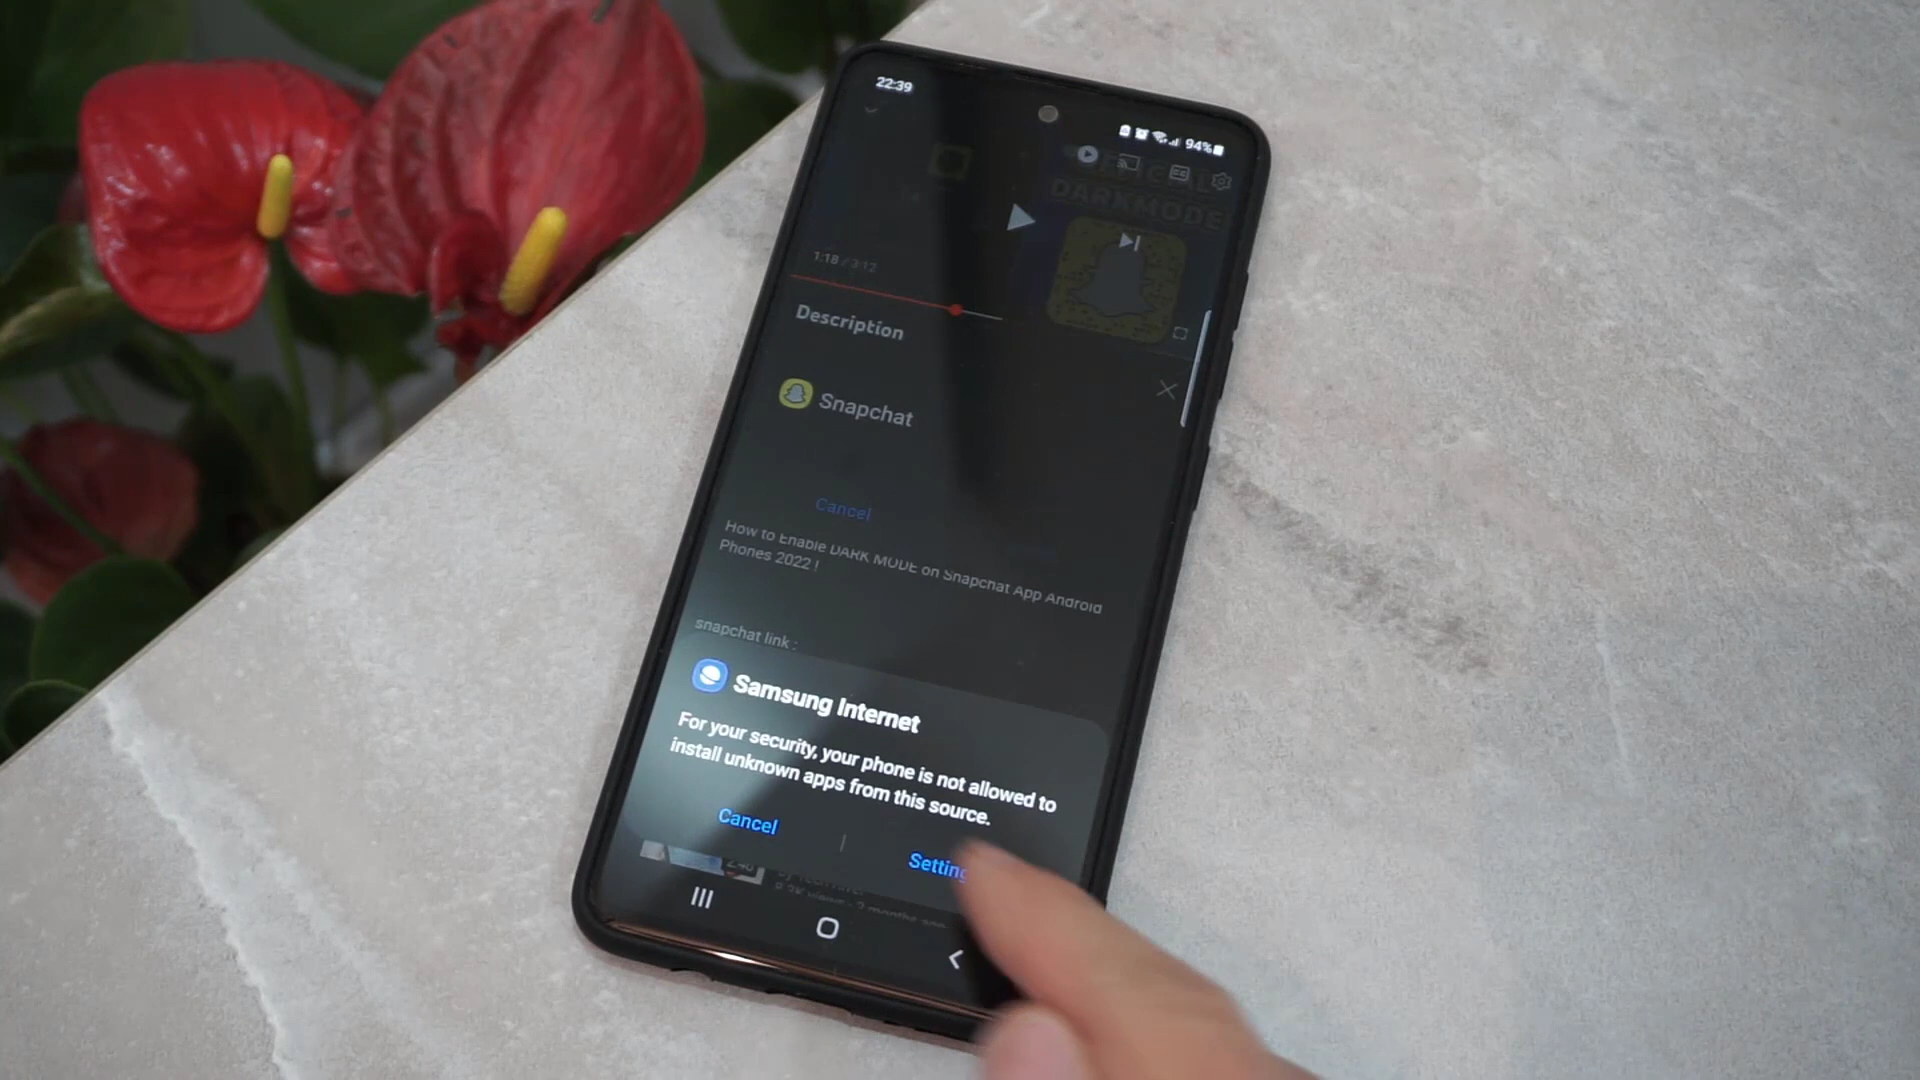 22:39
94%
DARKMODE
1:18 / 3:12
Description
Snapchat
Cancel
How to Enable DARK MODE on Snapchat App Android
Phones 2022 !
snapchat link :
Samsung Internet
For your security, your phone is not allowed to
install unknown apps from this source.
Cancel
Setting